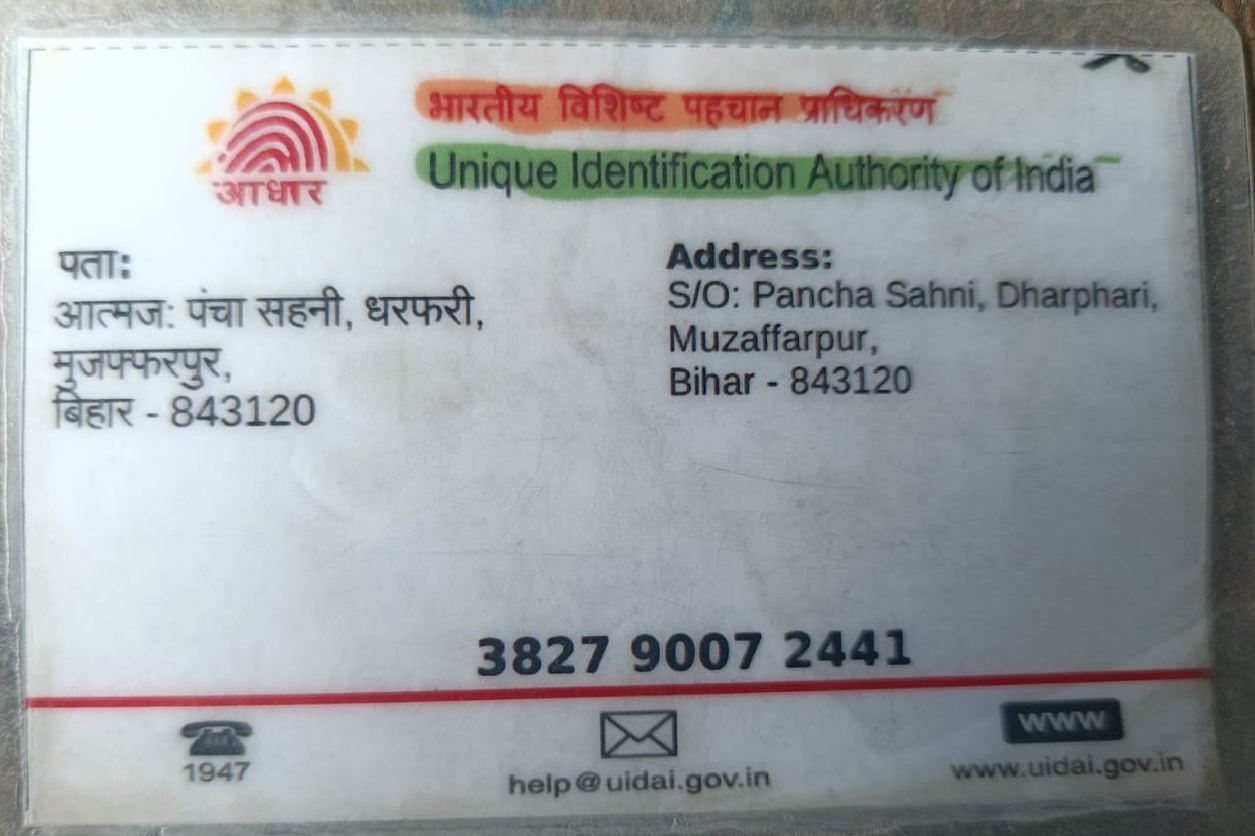 भारतीय विशिष्ट पहचान प्राधिकरण
Unique Identification Authority of India
आधार
पता:
आत्मज: पंचा सहनी, धरफरी,
मुजफ्फरपुर,
बिहार - 843120
Address:
S/O: Pancha Sahni, Dharphari,
Muzaffarpur,
Bihar - 843120
3827 9007 2441
1947
help@uidai.gov.in
www
www.uidai.gov.in